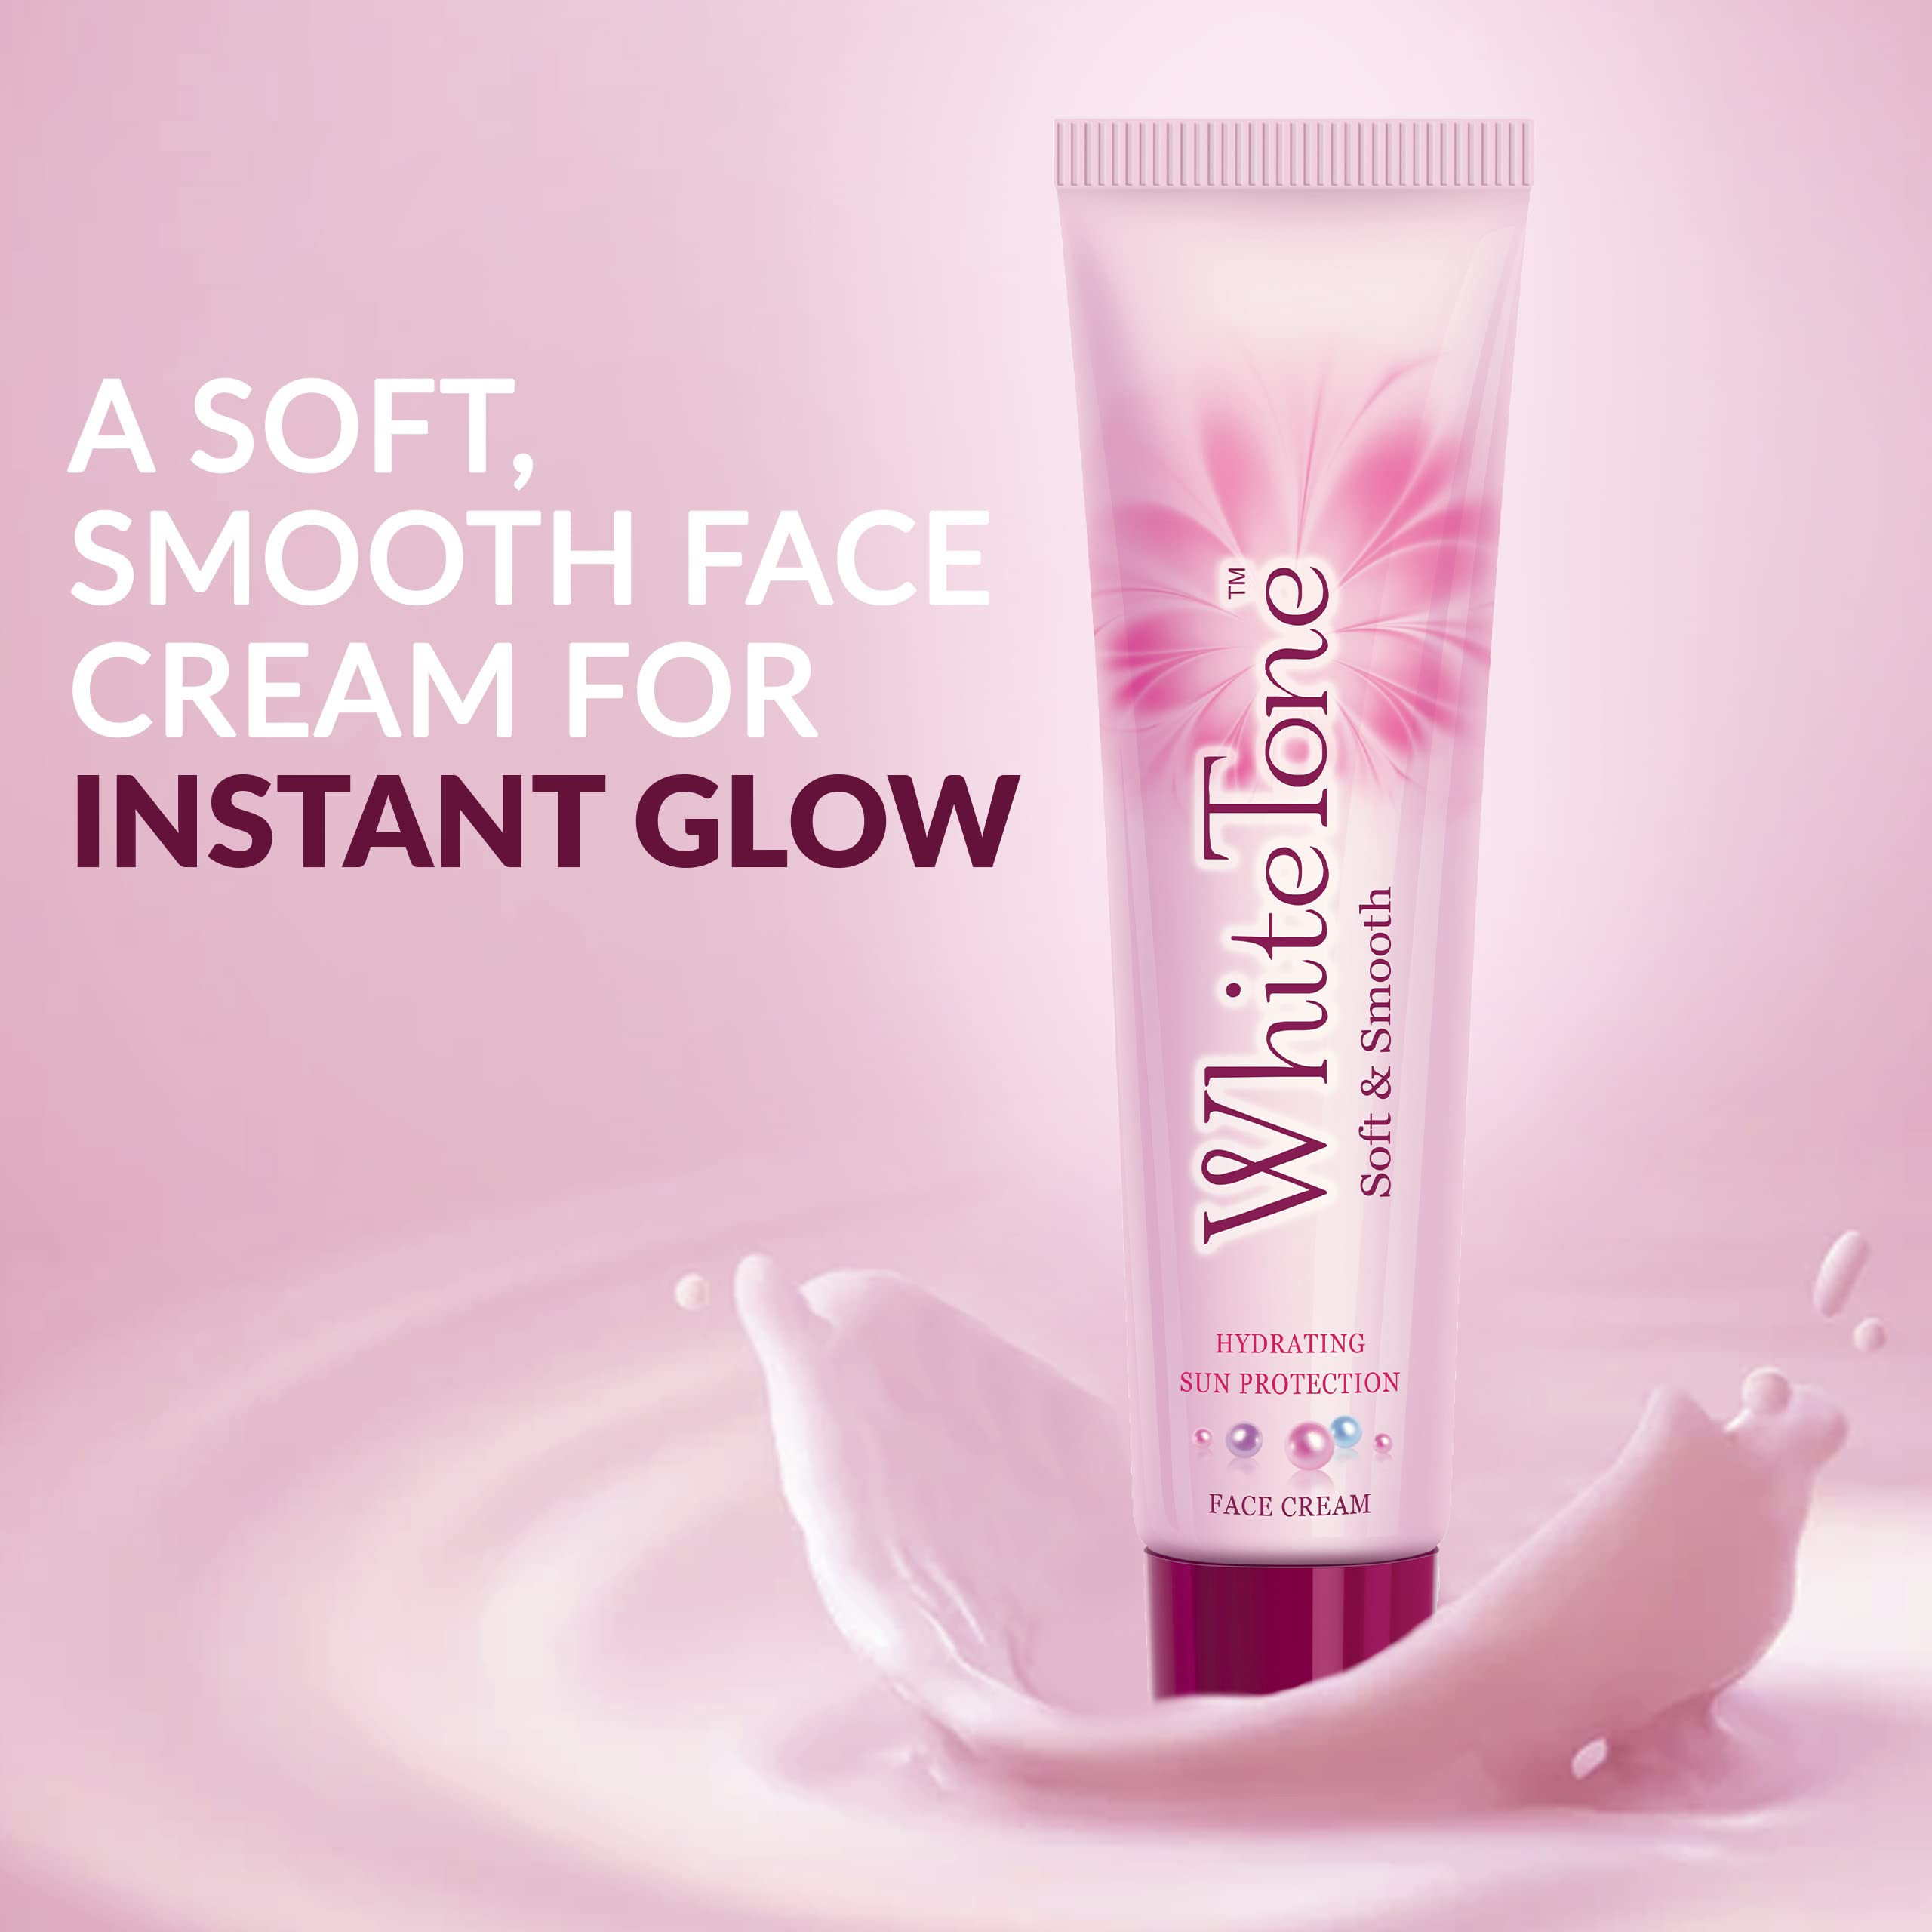 A SOFT,
SMOOTH FACE
CREAM FOR
INSTANT GLOW
WhiteTone™
Soft & Smooth
HYDRATING
SUN PROTECTION
FACE CREAM